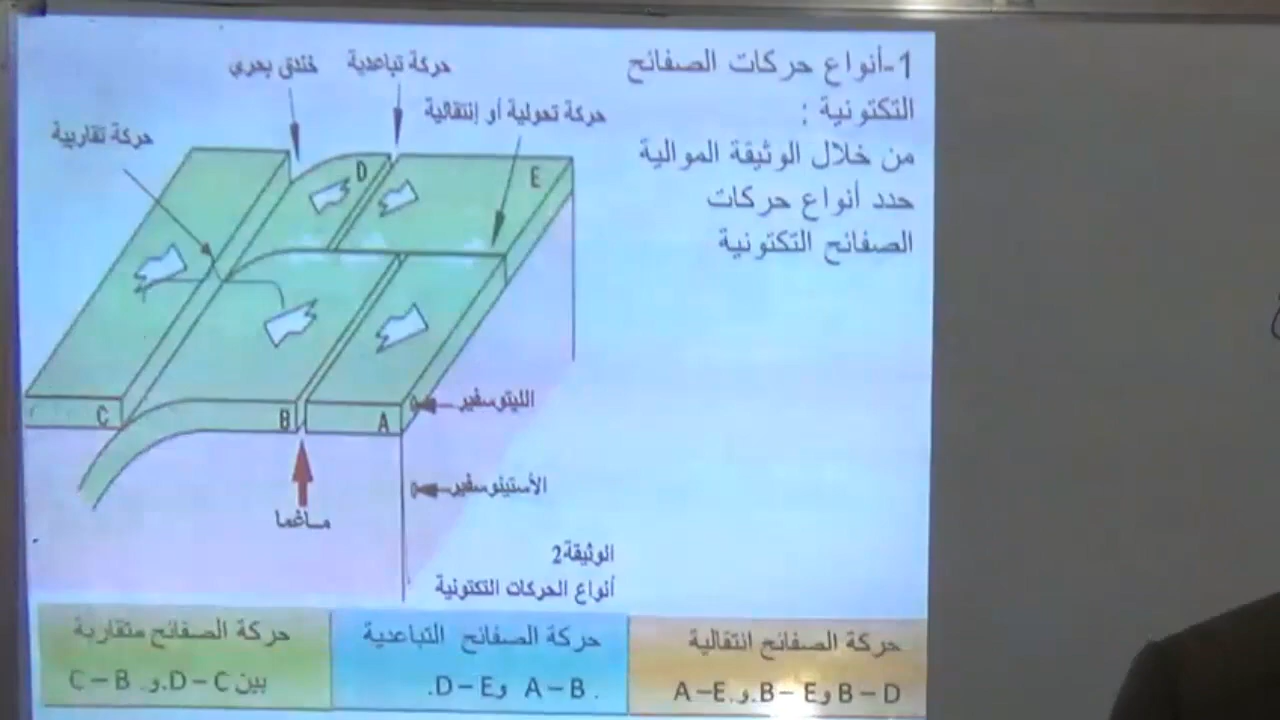 1-أنواع حركات الصفائح
التكتونية :
من خلال الوثيقة الموالية
حدد أنواع حركات
الصفائح التكتونية
حركة تباعدية
خندق بحري
حركة تحولية أو إنتقالية
حركة تقاربية
D
E
C
B
A
الليتوسفير
الأستينوسفير
ماغما
الوثيقة2
أنواع الحركات التكتونية
حركة الصفائح انتقالية
B – D و B – E.و.A –E
حركة الصفائح التباعدية
. A – B و D – E.
حركة الصفائح متقاربة
بين D – C.و. C – B